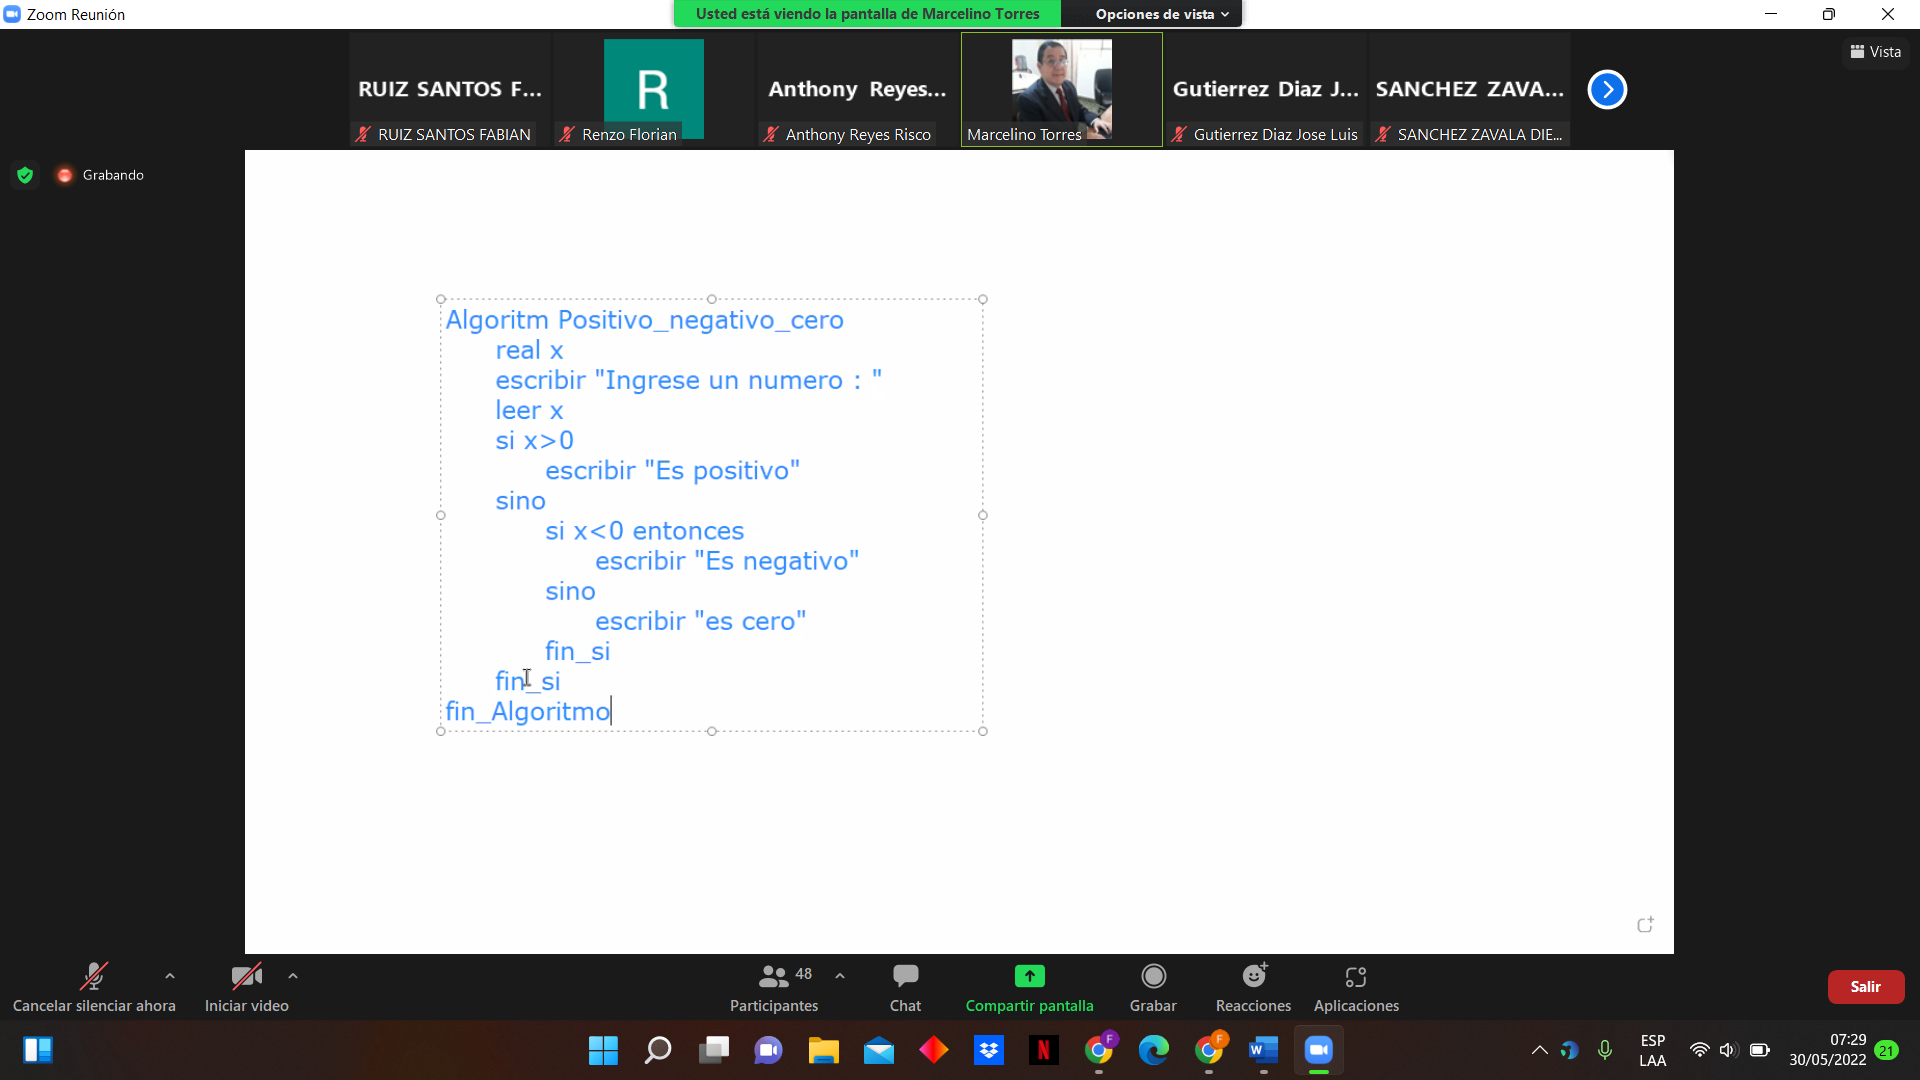 Zoom Reunión
Usted está viendo la pantalla de Marcelino Torres
Opciones de vista
RUIZ SANTOS F...
R
Anthony Reyes...
Gutierrez Diaz J...
SANCHEZ ZAVA...
Vista
RUIZ SANTOS FABIAN
Renzo Florian
Anthony Reyes Risco
Marcelino Torres
Gutierrez Diaz Jose Luis
SANCHEZ ZAVALA DIE...
Grabando
Algoritm Positivo_negativo_cero
real x
escribir "Ingrese un numero : "
leer x
si x>0
escribir "Es positivo"
sino
si x<0 entonces
escribir "Es negativo"
sino
escribir "es cero"
fin_si
fin_si
fin_Algoritmo
Cancelar silenciar ahora
Iniciar video
48
Participantes
Chat
Compartir pantalla
Grabar
Reacciones
Aplicaciones
Salir
N
F
F
W
ESP
LAA
07:29
30/05/2022
21